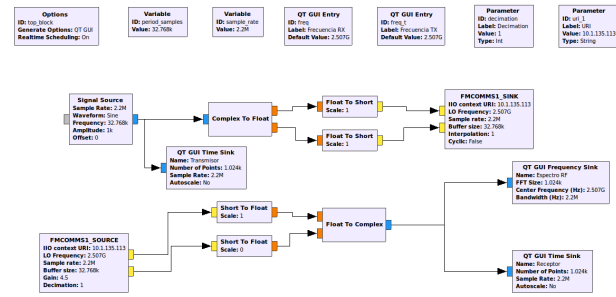 Options
ID: top_block
Generate Options: QT GUI
Realtime Scheduling: On
Variable
ID: period_samples
Value: 32.768k
Variable
ID: sample_rate
Value: 2.2M
QT GUI Entry
ID: freq
Label: Frecuencia RX
Default Value: 2.507G
QT GUI Entry
ID: freq_t
Label: Frecuencia TX
Default Value: 2.507G
Parameter
ID: decimation
Label: Decimation
Value: 1
Type: Int
Parameter
ID: uri_1
Label: URI
Value: 10.1.135.113
Type: String
Signal Source
Sample Rate: 2.2M
Waveform: Sine
Frequency: 32.768k
Amplitude: 1k
Offset: 0
Complex To Float
Float To Short
Scale: 1
Float To Short
Scale: 1
FMCOMMS1_SINK
IIO context URI: 10.1.135.113
LO Frequency: 2.507G
Sample rate: 2.2M
Buffer size: 32.768k
Interpolation: 1
Cyclic: False
QT GUI Time Sink
Name: Transmisor
Number of Points: 1.024k
Sample Rate: 2.2M
Autoscale: No
QT GUI Frequency Sink
Name: Espectro RF
FFT Size: 1.024k
Center Frequency (Hz): 2.507G
Bandwidth (Hz): 2.2M
Short To Float
Scale: 1
Short To Float
Scale: 0
Float To Complex
FMCOMMS1_SOURCE
IIO context URI: 10.1.135.113
LO Frequency: 2.507G
Sample rate: 2.2M
Buffer size: 32.768k
Gain: 4.5
Decimation: 1
QT GUI Time Sink
Name: Receptor
Number of Points: 1.024k
Sample Rate: 2.2M
Autoscale: No